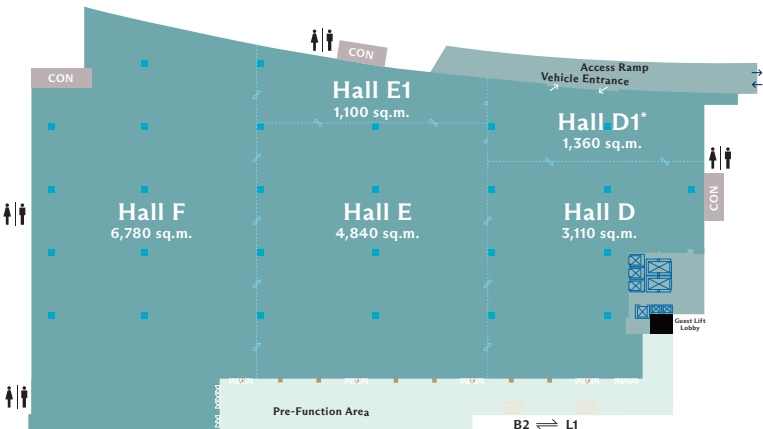 CON
Access Ramp
CON
Vehicle Entrance
Hall E1
1,100 sq.m.
Hall D1*
1,360 sq.m.
CON
Hall F
6,780 sq.m.
Hall E
4,840 sq.m.
Hall D
3,110 sq.m.
Guest Lift
Lobby
Pre-Function Area
B2 ⇌ L1